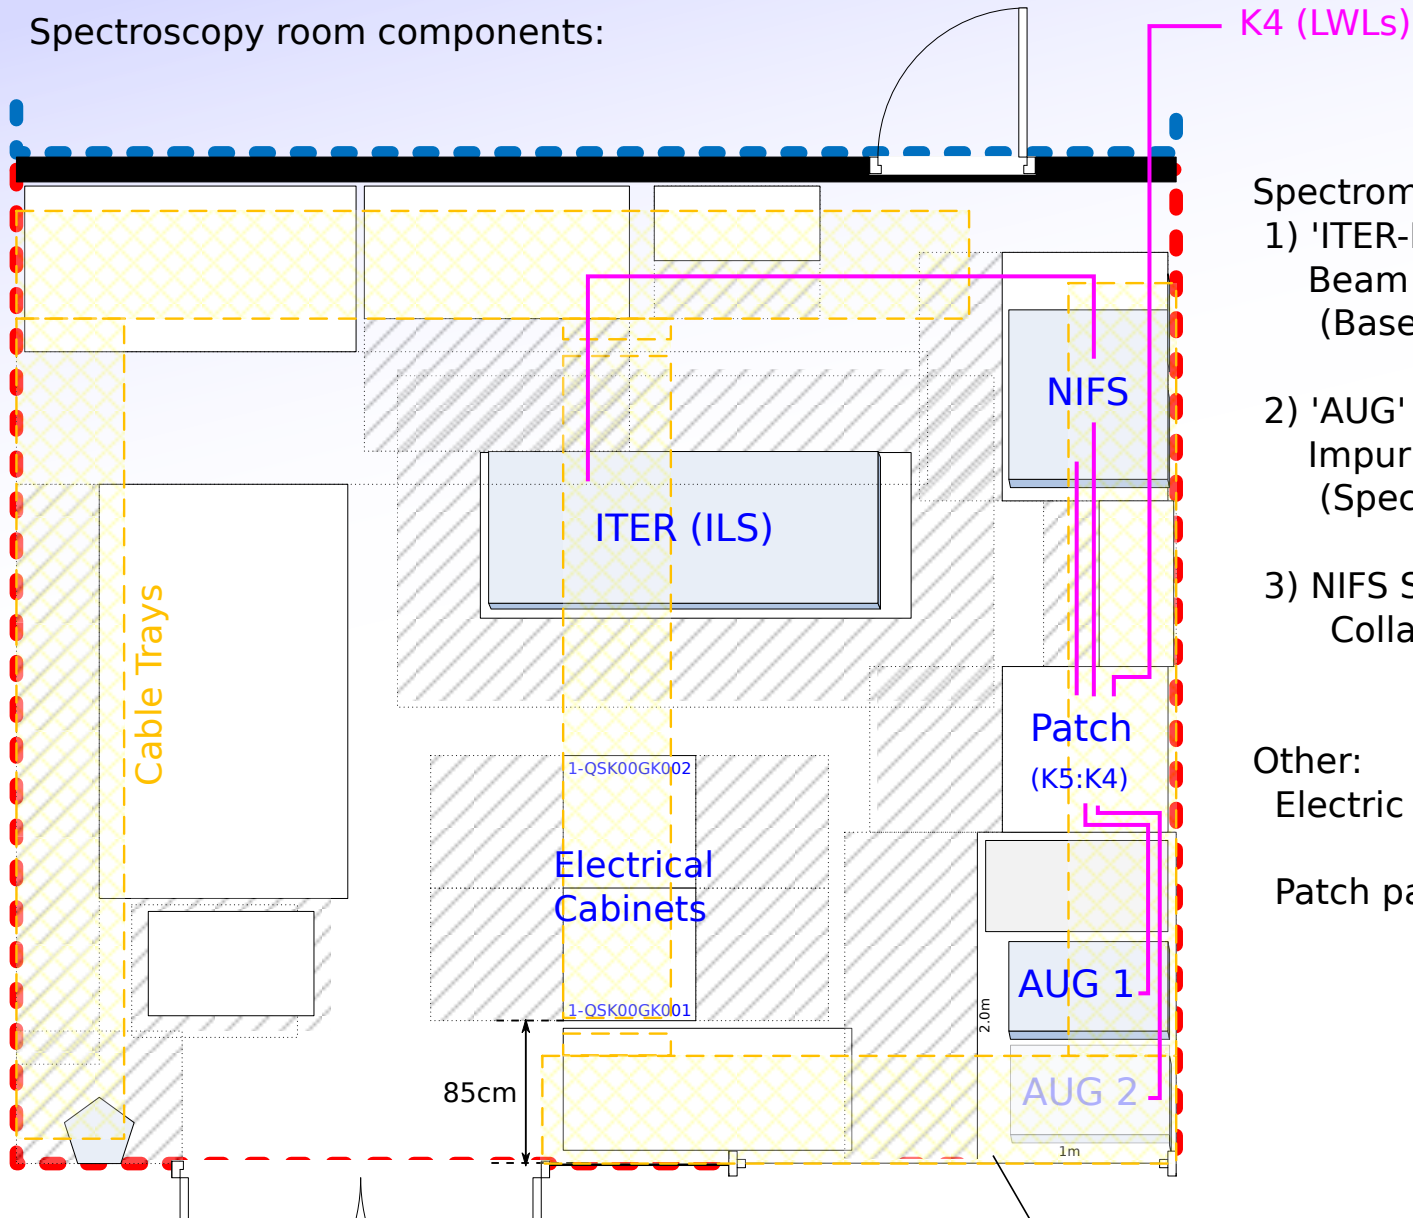 Spectroscopy room components:
K4 (LWLs)
Spectrom
1) 'ITER-
Beam
(Base
2) 'AUG'
Impur
(Spec
3) NIFS S
Colla
Other:
Electric
Patch pa
NIFS
ITER (ILS)
Cable Trays
Patch
(K5:K4)
1-QSK00GK002
Electrical
Cabinets
1-QSK00GK001
AUG 1
2.0m
85cm
AUG 2
1m